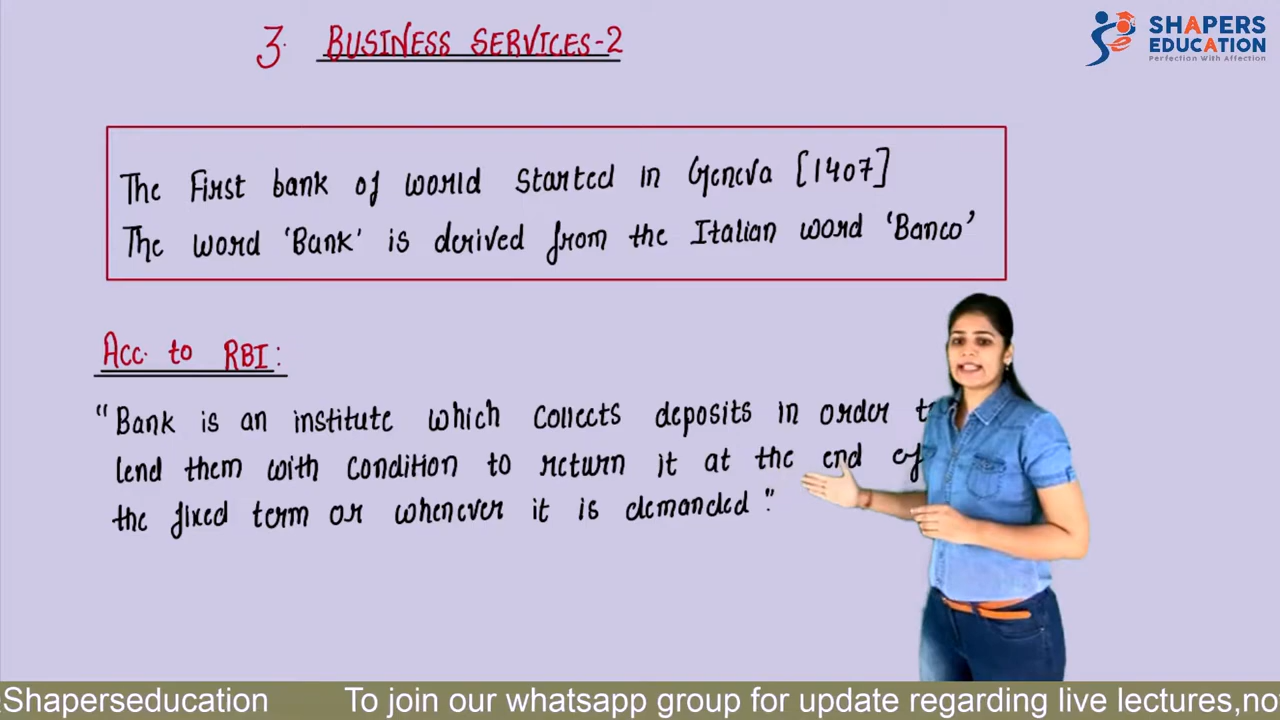 3. BUSINESS SERVICES-2
SHAPERS
EDUCATION
Perfection With Affection
The First bank of world started in Geneva [1407]
The word 'Bank' is derived from the Italian word 'Banco'
Acc. to RBI:
"Bank is an institute which collects deposits in order
lend them with condition to return it at the end of
the fixed term or whenever it is demanded"
Shaperseducation To join our whatsapp group for update regarding live lectures,no